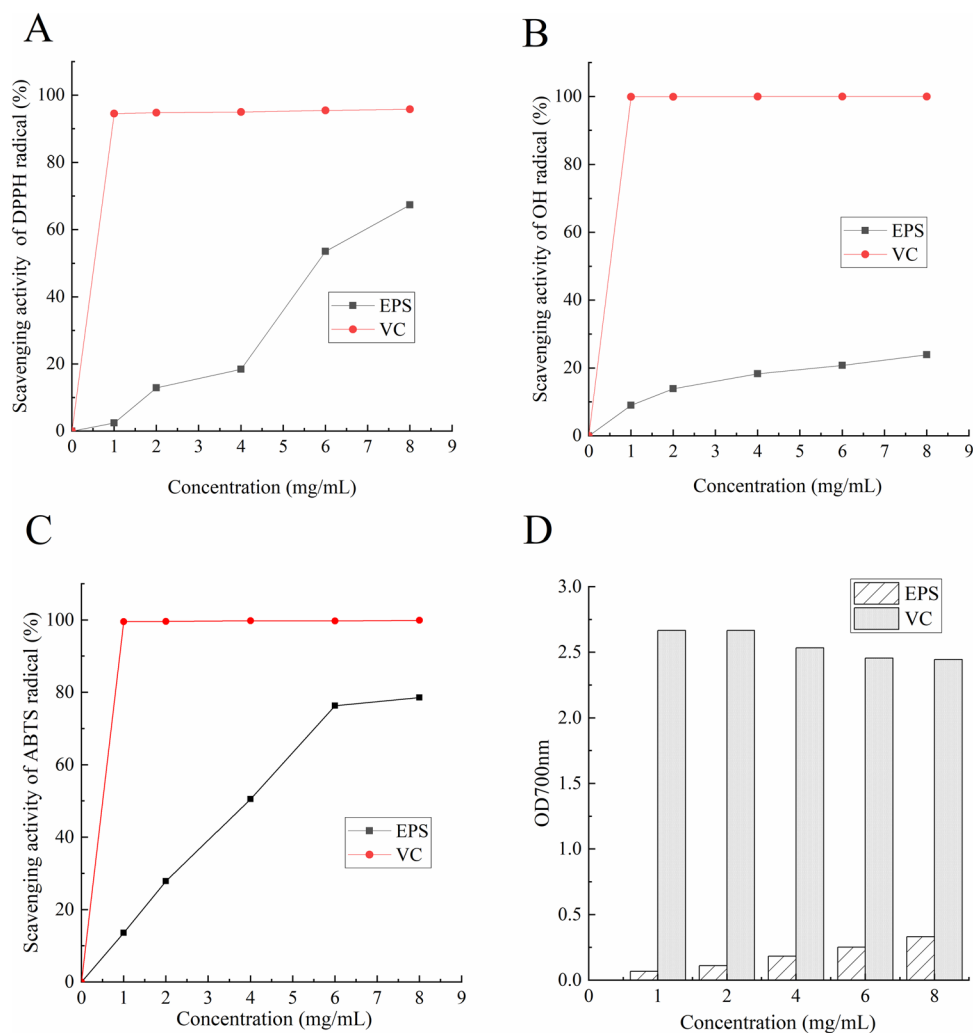 A
Scavenging activity of DPPH radical (%)
100
80
60
40
20
0
EPS
VC
0 1 2 3 4 5 6 7 8 9
Concentration (mg/mL)
B
Scavenging activity of OH radical (%)
100
80
60
40
20
0
EPS
VC
0 1 2 3 4 5 6 7 8 9
Concentration (mg/mL)
C
Scavenging activity of ABTS radical (%)
100
80
60
40
20
0
EPS
VC
0 1 2 3 4 5 6 7 8 9
Concentration (mg/mL)
D
OD700nm
3.0
2.5
2.0
1.5
1.0
0.5
0.0
EPS
VC
0 1 2 4 6 8
Concentration (mg/mL)